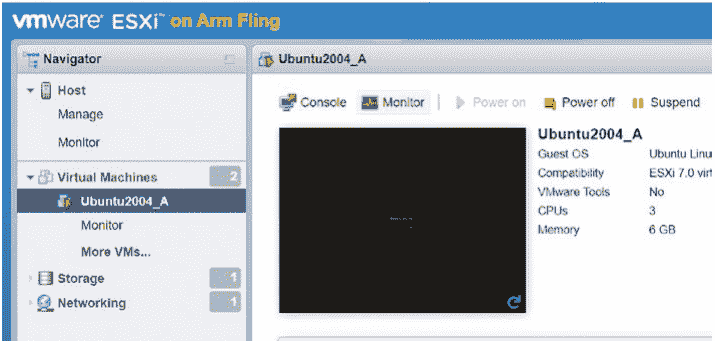 vmware ESXi™ on Arm Fling
Navigator
Host
Manage
Monitor
Virtual Machines 2
Ubuntu2004_A
Monitor
More VMs...
Storage 1
Networking 1
Ubuntu2004_A
Console Monitor Power on Power off Suspend
Ubuntu2004_A
Guest OS Ubuntu Linu
Compatibility ESXi 7.0 virt
VMware Tools No
CPUs 3
Memory 6 GB